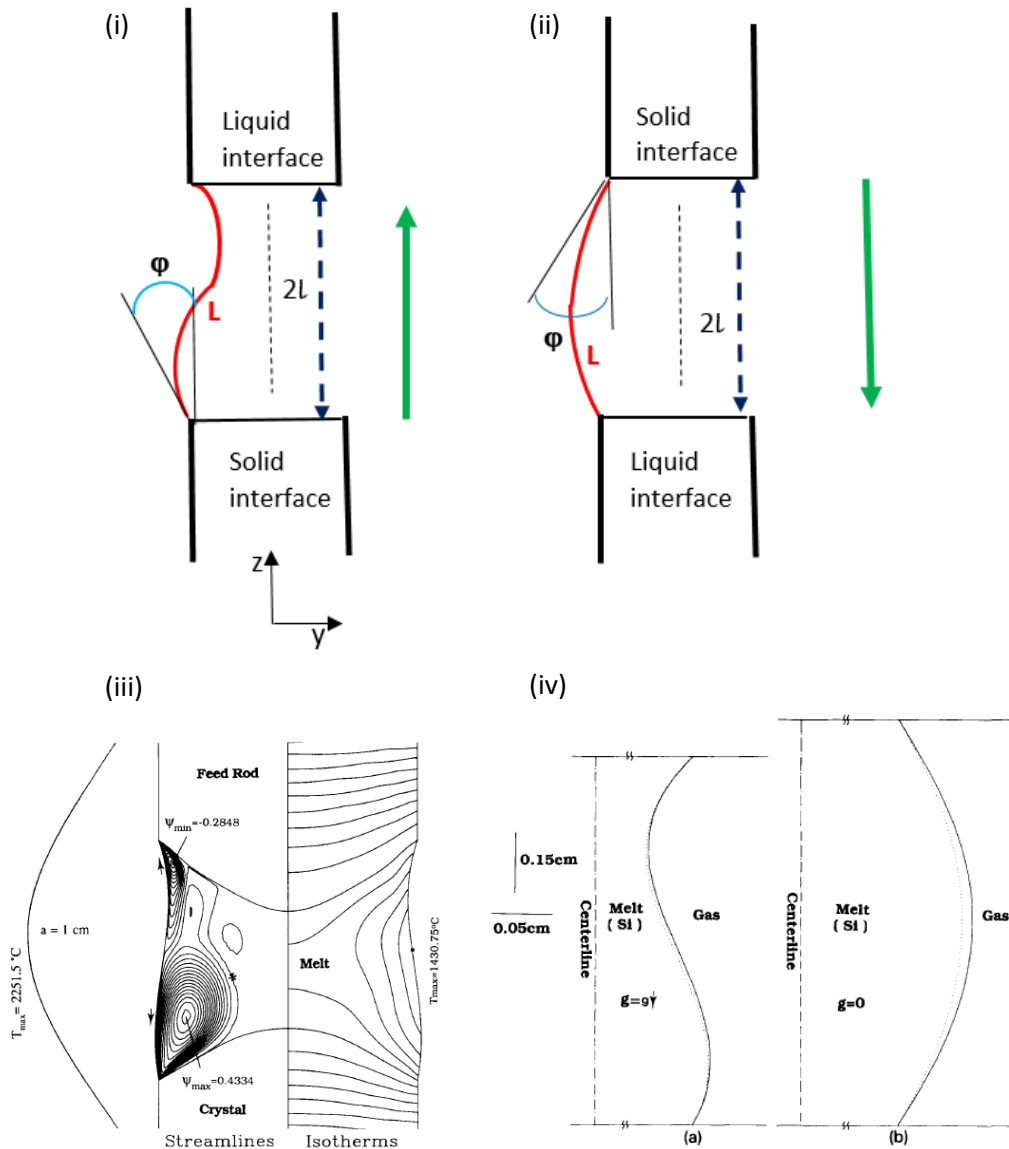 (i)
Liquid
interface
φ
L
2l
Solid
interface
z
y
(ii)
Solid
interface
φ
L
2l
Liquid
interface
(iii)
Feed Rod
Ψmin=-0.2848
a = 1 cm
Tmax= 2251.5 °C
Melt
Tmax=1430.75°C
*
Ψmax=0.4334
Crystal
Streamlines
Isotherms
(iv)
0.15cm
0.05cm
Centerline
Melt
(Si)
Gas
g=g
(a)
Centerline
Melt
( Si )
Gas
g=0
(b)